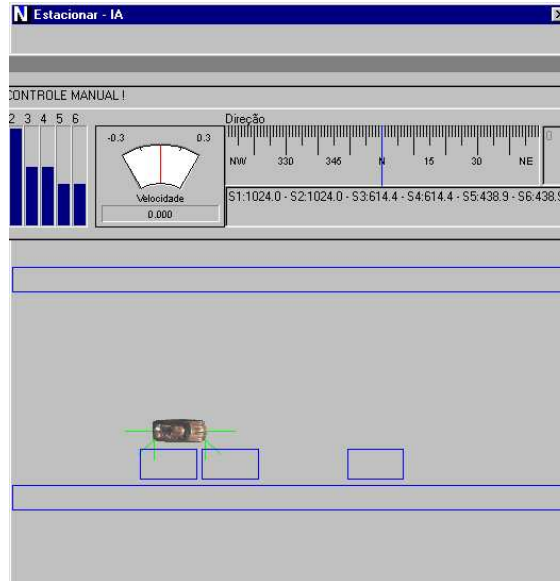 N Estacionar - IA
CONTROLE MANUAL !
2 3 4 5 6
Direção
-0.3 0.3
NW 330 345 N 15 30 NE
0
Velocidade
0.000
S1:1024.0 - S2:1024.0 - S3:614.4 - S4:614.4 - S5:438.9 - S6:438.9